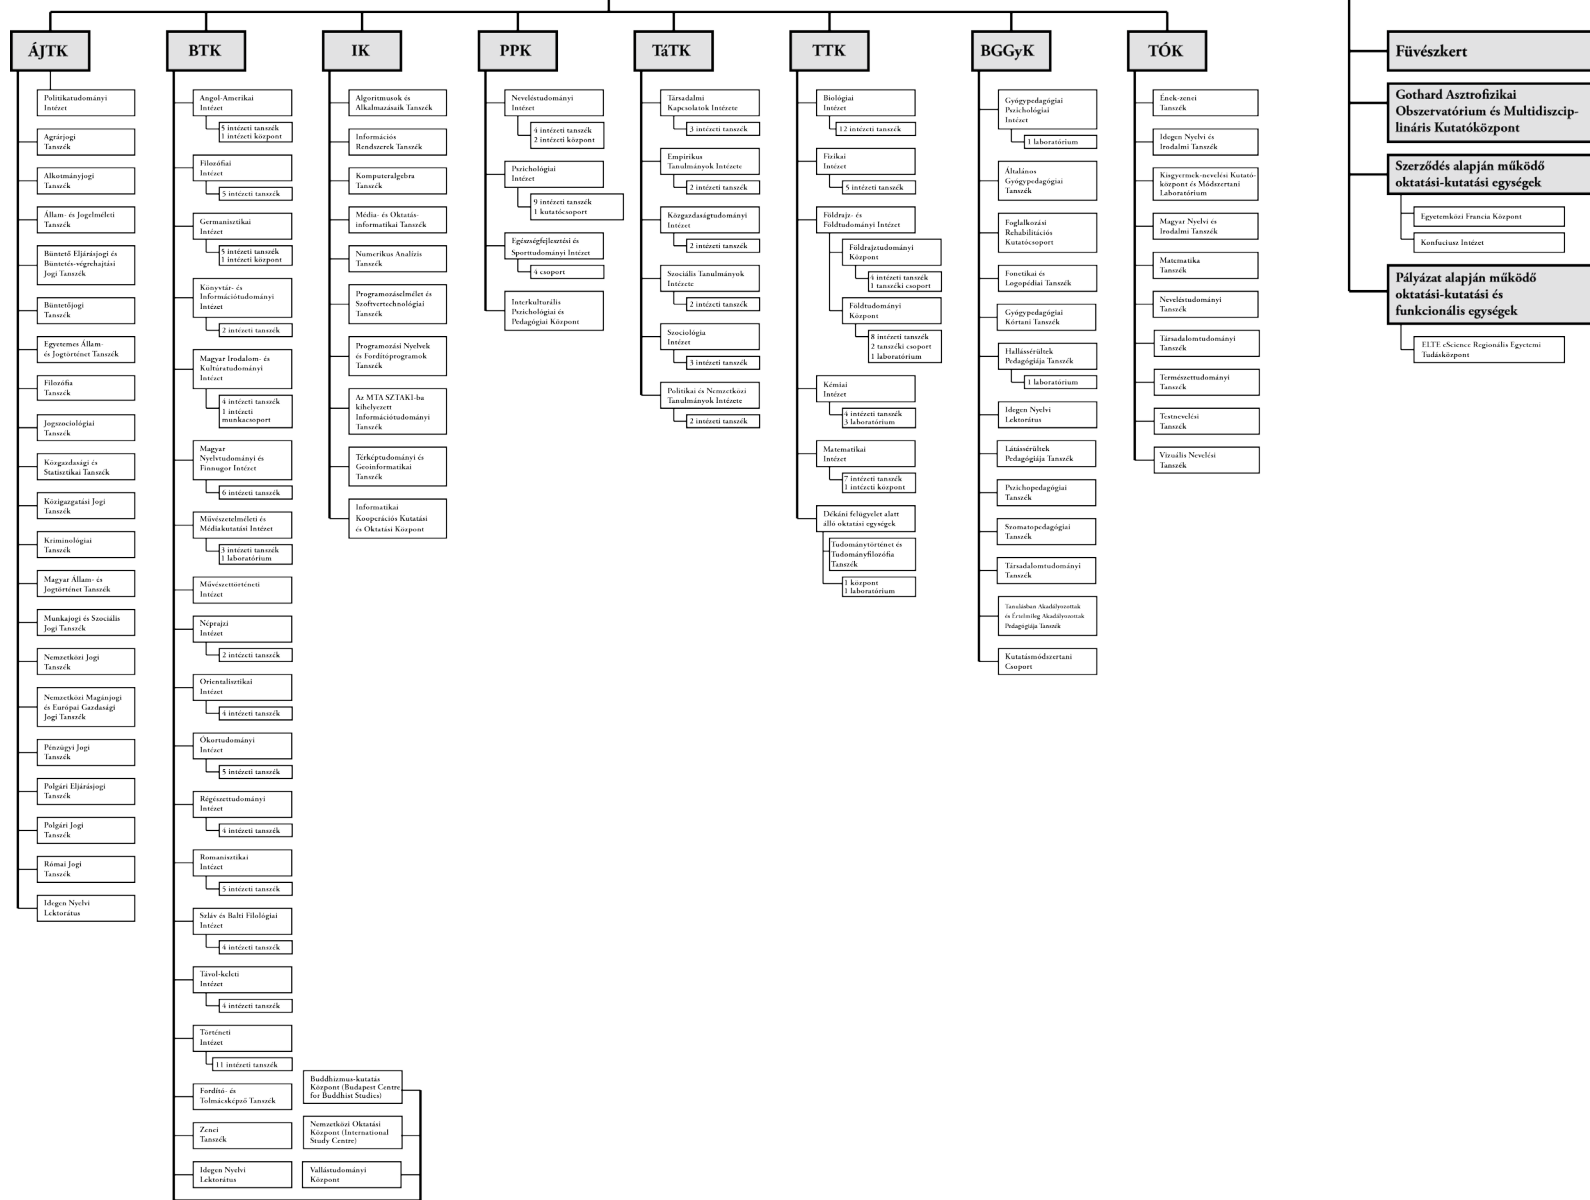 ÁJTK
Politikatudományi
Intézet
Agrárjogi
Tanszék
Alkotmányjogi
Tanszék
Állam- és Jogelméleti
Tanszék
Büntető Eljárásjogi és
Büntetés-végrehajtási
Jogi Tanszék
Büntetőjogi
Tanszék
Egyetemes Állam-
és Jogtörténet Tanszék
Filozófia
Tanszék
Jogszociológiai
Tanszék
Közgazdasági és
Statisztikai Tanszék
Közigazgatási Jogi
Tanszék
Kriminológiai
Tanszék
Magyar Állam- és
Jogtörténet Tanszék
Munkajogi és Szociális
Jogi Tanszék
Nemzetközi Jogi
Tanszék
Nemzetközi Magánjogi
és Európai Gazdasági
Jogi Tanszék
Pénzügyi Jogi
Tanszék
Polgári Eljárásjogi
Tanszék
Polgári Jogi
Tanszék
Római Jogi
Tanszék
Idegen Nyelvi
Lektorátus
BTK
Angol-Amerikai
Intézet
5 intézeti tanszék
1 intézeti központ
Filozófiai
Intézet
5 intézeti tanszék
Germanisztikai
Intézet
5 intézeti tanszék
1 intézeti központ
Könyvtár- és
Információtudományi
Intézet
2 intézeti tanszék
Magyar Irodalom- és
Kultúratudományi
Intézet
4 intézeti tanszék
1 intézeti
munkacsoport
Magyar
Nyelvtudományi és
Finnugor Intézet
6 intézeti tanszék
Művészetelméleti és
Médiakutatási Intézet
3 intézeti tanszék
1 laboratórium
Művészettörténeti
Intézet
Néprajzi
Intézet
2 intézeti tanszék
Orientalisztikai
Intézet
4 intézeti tanszék
Ókortudományi
Intézet
5 intézeti tanszék
Régészettudományi
Intézet
4 intézeti tanszék
Romanisztikai
Intézet
5 intézeti tanszék
Szláv és Balti Filológiai
Intézet
4 intézeti tanszék
Távol-keleti
Intézet
4 intézeti tanszék
Történeti
Intézet
11 intézeti tanszék
Fordító- és
Tolmácsképző Tanszék
Zenei
Tanszék
Idegen Nyelvi
Lektorátus
Buddhizmus-kutatás
Központ (Budapest Centre
for Buddhist Studies)
Nemzetközi Oktatási
Központ (International
Study Centre)
Vallástudományi
Központ
IK
Algoritmusok és
Alkalmazásaik Tanszék
Információs
Rendszerek Tanszék
Komputeralgebra
Tanszék
Média- és Oktatás-
informatikai Tanszék
Numerikus Analízis
Tanszék
Programozáselmélet és
Szoftvertechnológiai
Tanszék
Programozási Nyelvek
és Fordítóprogramok
Tanszék
Az MTA SZTAKI-ba
kihelyezett
Információtudományi
Tanszék
Térképtudományi és
Geoinformatikai
Tanszék
Informatikai
Kooperációs Kutatási
és Oktatási Központ
PPK
Neveléstudományi
Intézet
4 intézeti tanszék
2 intézeti központ
Pszichológiai
Intézet
9 intézeti tanszék
1 kutatócsoport
Egészségfejlesztési és
Sporttudományi Intézet
4 csoport
Interkulturális
Pszichológiai és
Pedagógiai Központ
TáTK
Társadalmi
Kapcsolatok Intézete
3 intézeti tanszék
Empirikus
Tanulmányok Intézete
2 intézeti tanszék
Közgazdaságtudományi
Intézet
2 intézeti tanszék
Szociális Tanulmányok
Intézete
2 intézeti tanszék
Szociológia
Intézet
3 intézeti tanszék
Politikai és Nemzetközi
Tanulmányok Intézete
2 intézeti tanszék
TTK
Biológiai
Intézet
12 intézeti tanszék
Fizikai
Intézet
5 intézeti tanszék
Földrajz- és
Földtudományi Intézet
Földrajztudományi
Központ
4 intézeti tanszék
1 tanszéki csoport
Földtudományi
Központ
8 intézeti tanszék
2 tanszéki csoport
1 laboratórium
Kémiai
Intézet
4 intézeti tanszék
3 laboratórium
Matematikai
Intézet
7 intézeti tanszék
1 intézeti központ
Dékáni felügyelet alatt
álló oktatási egységek
Tudománytörténet és
Tudományfilozófia
Tanszék
1 központ
1 laboratórium
BGGyK
Gyógypedagógiai
Pszichológiai
Intézet
1 laboratórium
Általános
Gyógypedagógiai
Tanszék
Foglalkozási
Rehabilitációs
Kutatócsoport
Fonetikai és
Logopédiai Tanszék
Gyógypedagógiai
Kórtani Tanszék
Hallássérültek
Pedagógiája Tanszék
1 laboratórium
Idegen Nyelvi
Lektorátus
Látássérültek
Pedagógiája Tanszék
Pszichopedagógiai
Tanszék
Szomatopedagógiai
Tanszék
Társadalomtudományi
Tanszék
Tanulásban Akadályozottak
és Értelmileg Akadályozottak
Pedagógiája Tanszék
Kutatásmódszertani
Csoport
TÓK
Ének-zenei
Tanszék
Idegen Nyelvi és
Irodalmi Tanszék
Kisgyermek-nevelési Kutató-
központ és Módszertani
Laboratórium
Magyar Nyelvi és
Irodalmi Tanszék
Matematika
Tanszék
Neveléstudományi
Tanszék
Társadalomtudományi
Tanszék
Természettudományi
Tanszék
Testnevelési
Tanszék
Vizuális Nevelési
Tanszék
Füvészkert
Gothard Asztrofizikai
Obszervatórium és Multidiszcip-
lináris Kutatóközpont
Szerződés alapján működő
oktatási-kutatási egységek
Egyetemközi Francia Központ
Konfuciusz Intézet
Pályázat alapján működő
oktatási-kutatási és
funkcionális egységek
ELTE eScience Regionális Egyetemi
Tudásközpont